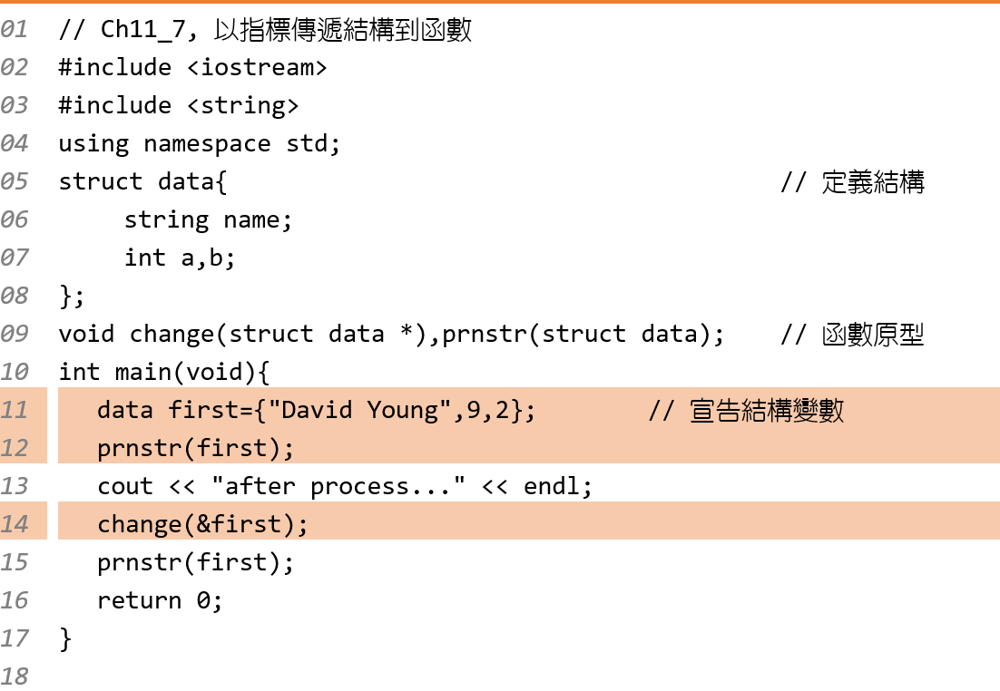 01 // Ch11_7, 以指標傳遞結構到函數
02 #include <iostream>
03 #include <string>
04 using namespace std;
05 struct data{ // 定義結構
06 string name;
07 int a,b;
08 };
09 void change(struct data *),prnstr(struct data); // 函數原型
10 int main(void){
11 data first={"David Young",9,2}; // 宣告結構變數
12 prnstr(first);
13 cout << "after process..." << endl;
14 change(&first);
15 prnstr(first);
16 return 0;
17 }
18